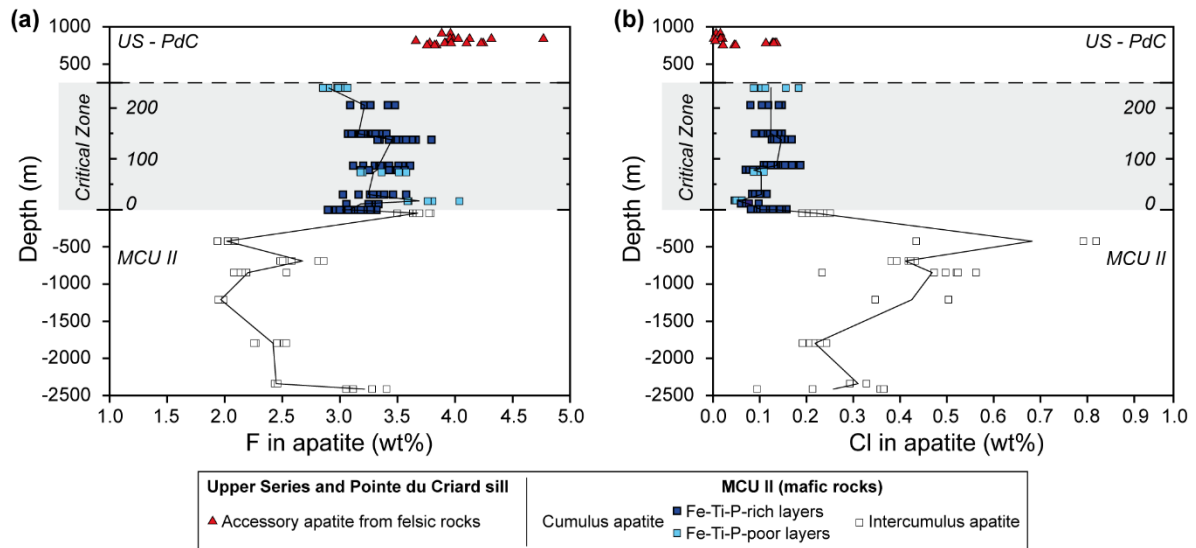 (a)
1000
500
200
100
0
-500
-1000
-1500
-2000
-2500
Depth (m)
US - PdC
Critical Zone
MCU II
1.0 1.5 2.0 2.5 3.0 3.5 4.0 4.5 5.0
F in apatite (wt%)
(b)
1000
500
200
100
0
-500
-1000
-1500
-2000
-2500
Depth (m)
US - PdC
Critical Zone
MCU II
0.0 0.1 0.2 0.3 0.4 0.5 0.6 0.7 0.8 0.9 1.0
Cl in apatite (wt%)
Upper Series and Pointe du Criard sill
Accessory apatite from felsic rocks
MCU II (mafic rocks)
Cumulus apatite
Fe-Ti-P-rich layers
Fe-Ti-P-poor layers
Intercumulus apatite